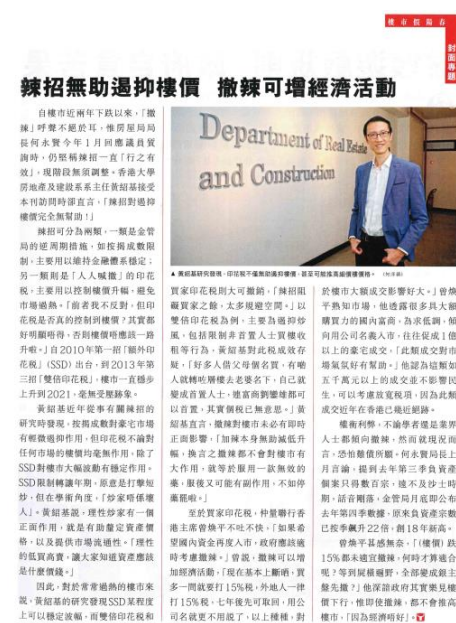 樓市假陽春
封面專題
辣招無助遏抑樓價 撤辣可增經濟活動
自樓市近兩年下跌以來，「撤
辣」呼聲不絕於耳，惟房屋局局
長何永賢今年1月回應議員質
詢時，仍堅稱辣招一直「行之有
效」，現階段無須調整。香港大學
房地產及建設系系主任黃紹基接受
本刊訪問時卻直言，「辣招對遏抑
樓價完全無幫助！」
辣招可分為兩類，一類是金管
局的逆周期措施，如按揭成數限
制，主要用以維持金融體系穩定；
另一類則是「人人喊撤」的印花
稅，主要用以控制樓價升幅，避免
市場過熱。「前者我不反對，但印
花稅是否真的控制到樓價？其實都
好明顯唔得，否則樓價唔應該一路
升啦。」自2010年第一招「額外印
花稅」（SSD）出台，到2013年第
三招「雙倍印花稅」，樓市一直穩步
上升到2021，毫無受壓跡象。
黃紹基近年從事有關辣招的
研究時發現，按揭成數對豪宅市場
有輕微遏抑作用，但印花稅不論對
任何市場的樓價均毫無作用，除了
SSD對樓市大幅波動有穩定作用。
SSD限制轉讓年期，原意是打擊短
炒，但在學術角度，「炒家唔係壞
人」。黃紹基說，理性炒家有一個
正面作用，就是有助釐定資產價
格，以及提供市場流通性。「理性
的低買高賣，讓大家知道資產應該
是什麼價錢。」
因此，對於常常過熱的樓市來
說，黃紹基的研究發現SSD某程度
上可以穩定波幅，而雙倍印花稅和
Department of Real Estate
and Construction
▲黃紹基研究發現，印花稅不僅無助遏抑樓價，甚至可能推高細價樓價格。
買家印花稅則大可撤銷，「辣招阻
礙買家之餘，太多規避空間。」以
雙倍印花稅為例，主要為遏抑炒
風，包括限制非首置人士買樓收
租等行為，黃紹基對此稅成效存
疑，「好多人借父母個名買，有啲
人就轉咗層樓去老婆名下，自己就
變成首置人士，連富商劉鑾雄都可
以首置，其實個稅已無意思。」黃
紹基直言，撤辣對樓市未必有即時
正面影響，「加辣本身無助減低升
幅，換言之撤辣都不會對樓市有
大作用，就等於服用一款無效的
藥，服後又可能有副作用，不如停
藥罷啦。」
至於買家印花稅，仲量聯行香
港主席曾煥平不吐不快，「如果希
望國內資金再度入市，政府應該適
時考慮撤辣。」曾說，撤辣可以增
加經濟活動，「現在基本上斷晒，買
多一間就要打15%稅，外地人一律
打15%稅，七年後先可取回，用公
司名就更不用說了，以上種種，對
於樓市大額成交影響好大。」曾煥
平熟知市場，他透露很多具大額
購買力的國內富商，為求低調，傾
向用公司名義入市，往往促成1億
以上的豪宅成交，「此類成交對市
場氣氛好有幫助。」他認為這類如
五千萬元以上的成交並不影響民
生，可以考慮放寬稅項，因為此類
成交近年在香港已幾近絕跡。
權衡利弊，不論學者還是業界
人士都傾向撤辣，然而就現況而
言，恐怕難償所願。何永賢局長上
月言論，提到去年第三季負資產
個案只得數百宗，遠不及沙士時
期，話音剛落，金管局月底即公布
去年第四季數據，原來負資產宗數
已按季飆升22倍，創18年新高。
曾煥平甚感無奈，「（樓價）跌
15%都未適宜撤辣，何時才算適合
呢？等到屍橫遍野，全部變成銀主
盤先撤？」他深諳政府其實樂見樓
價下行，惟即使撤辣，都不會推高
樓市，「因為經濟唔好。」